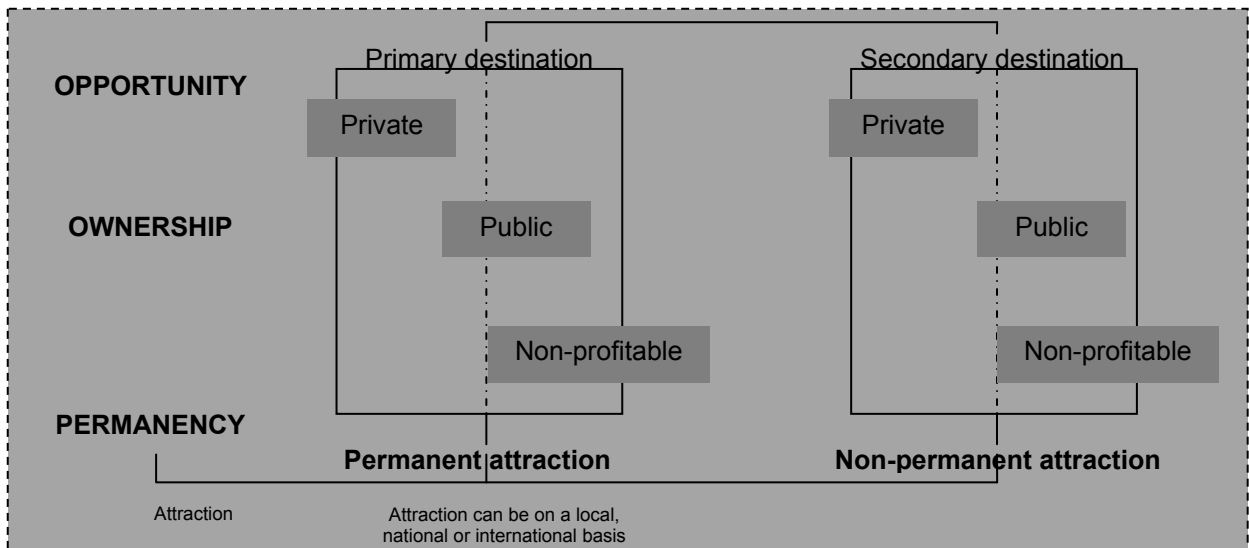 Primary destination
Secondary destination
OPPORTUNITY
Private
Private
OWNERSHIP
Public
Public
Non-profitable
Non-profitable
PERMANENCY
Permanent attraction
Non-permanent attraction
Attraction
Attraction can be on a local,
national or international basis